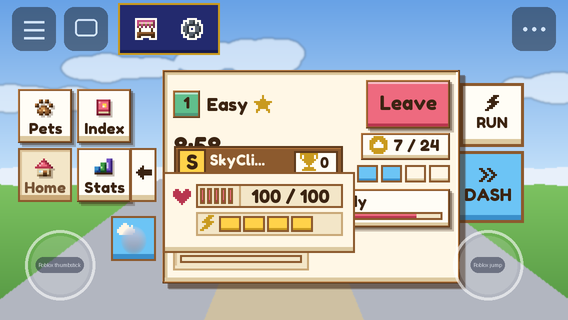 1 Easy
Leave
8:58
7 / 24
S SkyCli... 0
100 / 100
Pets
Index
Home
Stats
RUN
DASH
Roblox thumbstick
Roblox jump